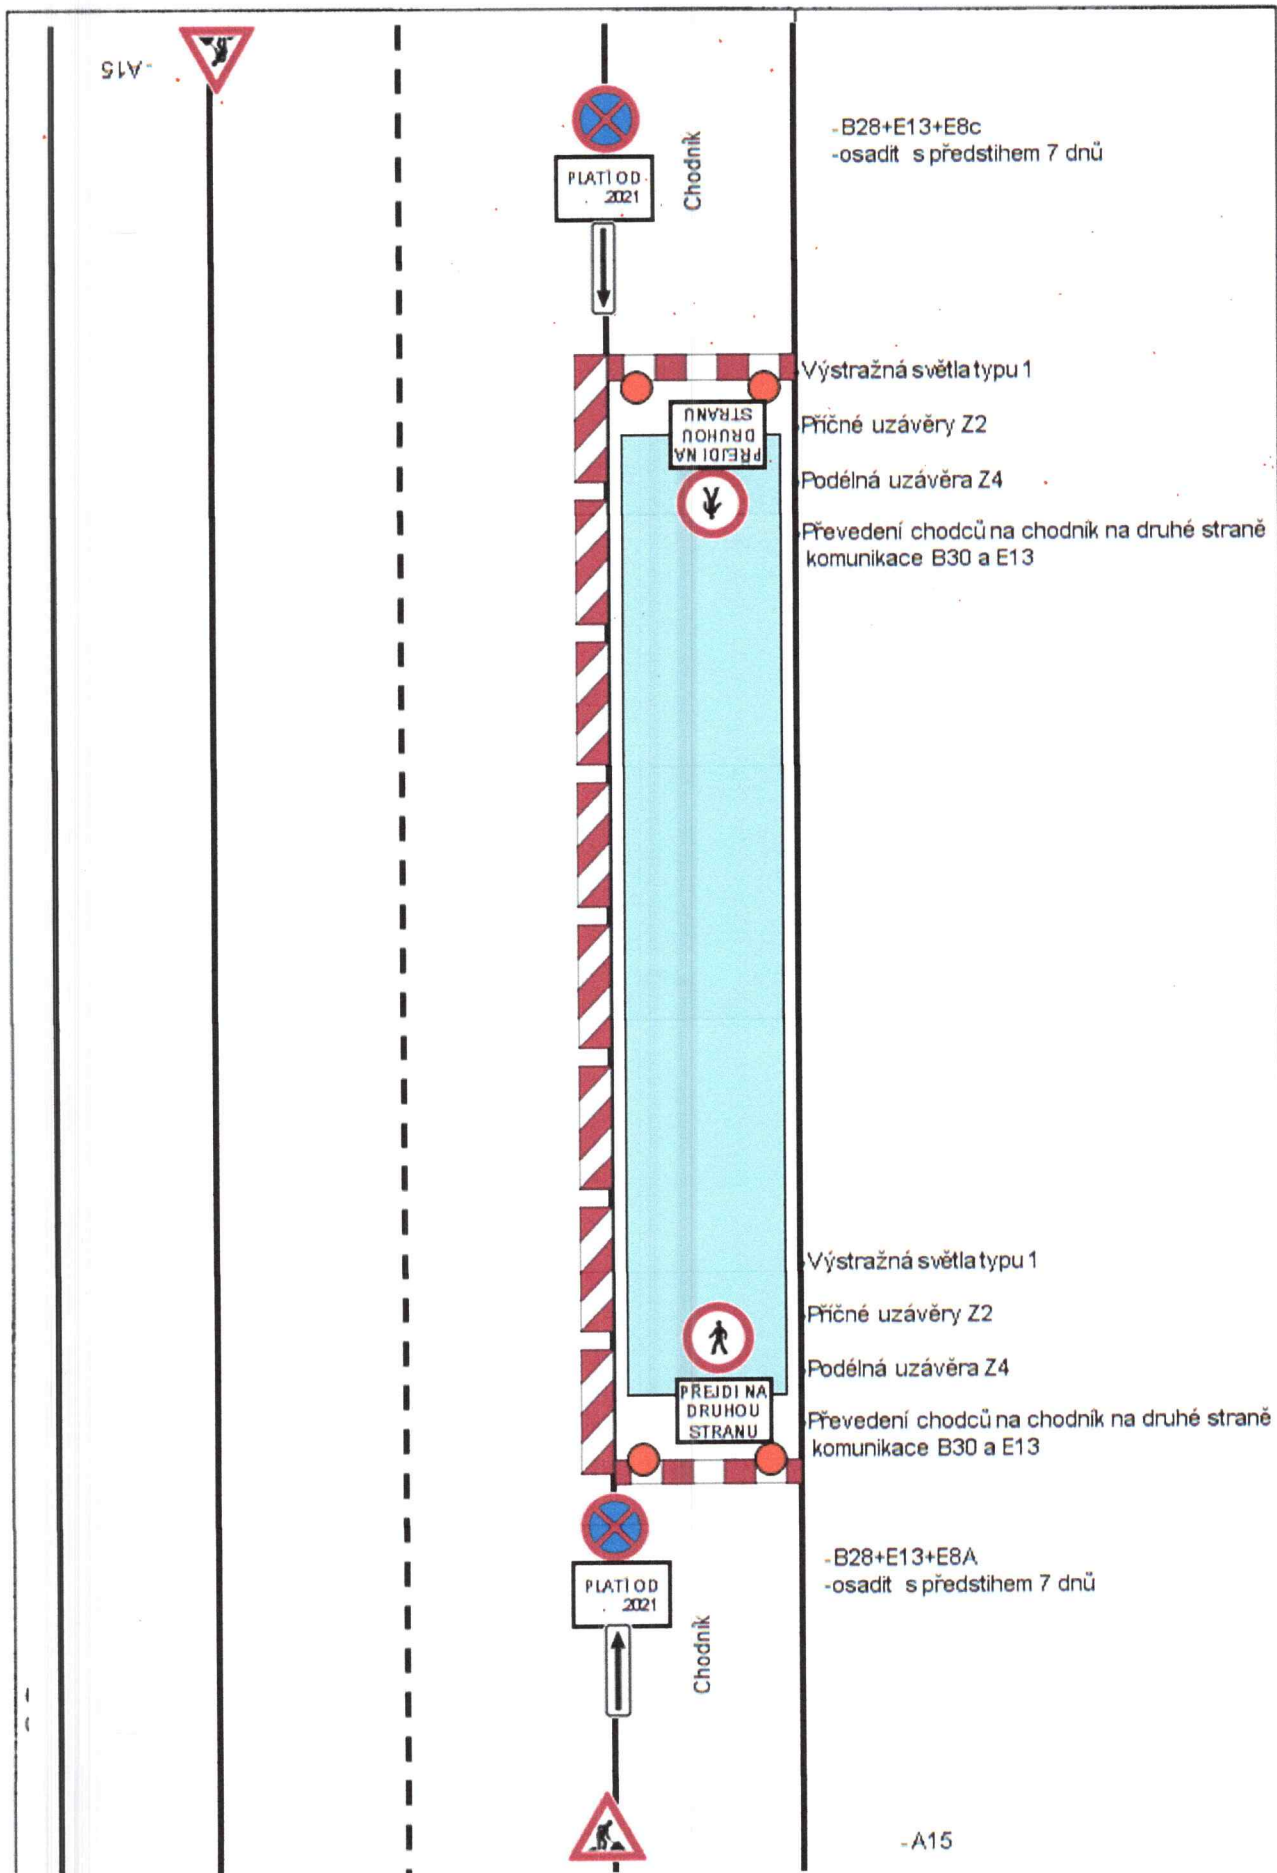 -A15
PLATÍ OD
. 2021
Chodník
-B28+E13+E8c
-osadit s předstihem 7 dnů
Výstražná světla typu 1
PŘEJDI NA
DRUHOU
STRANU
Příčné uzávěry Z2
Podélná uzávěra Z4
Převedení chodců na chodník na druhé straně
komunikace B30 a E13
Výstražná světla typu 1
Příčné uzávěry Z2
Podélná uzávěra Z4
PŘEJDI NA
DRUHOU
STRANU
Převedení chodců na chodník na druhé straně
komunikace B30 a E13
-B28+E13+E8A
-osadit s předstihem 7 dnů
PLATÍ OD
. 2021
Chodník
-A15